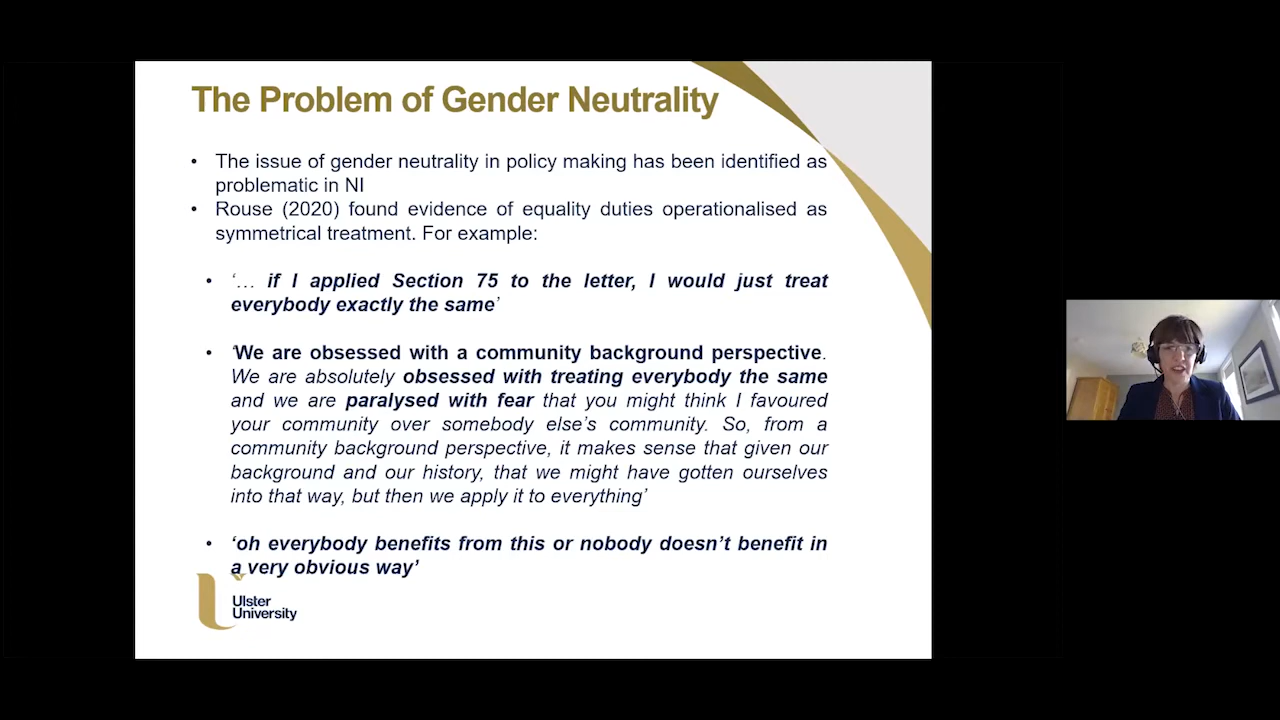 The Problem of Gender Neutrality
• The issue of gender neutrality in policy making has been identified as
problematic in NI
• Rouse (2020) found evidence of equality duties operationalised as
symmetrical treatment. For example:
• ‘… if I applied Section 75 to the letter, I would just treat
everybody exactly the same’
• ‘We are obsessed with a community background perspective.
We are absolutely obsessed with treating everybody the same
and we are paralysed with fear that you might think I favoured
your community over somebody else’s community. So, from a
community background perspective, it makes sense that given our
background and our history, that we might have gotten ourselves
into that way, but then we apply it to everything’
• ‘oh everybody benefits from this or nobody doesn’t benefit in
a very obvious way’
Ulster
University